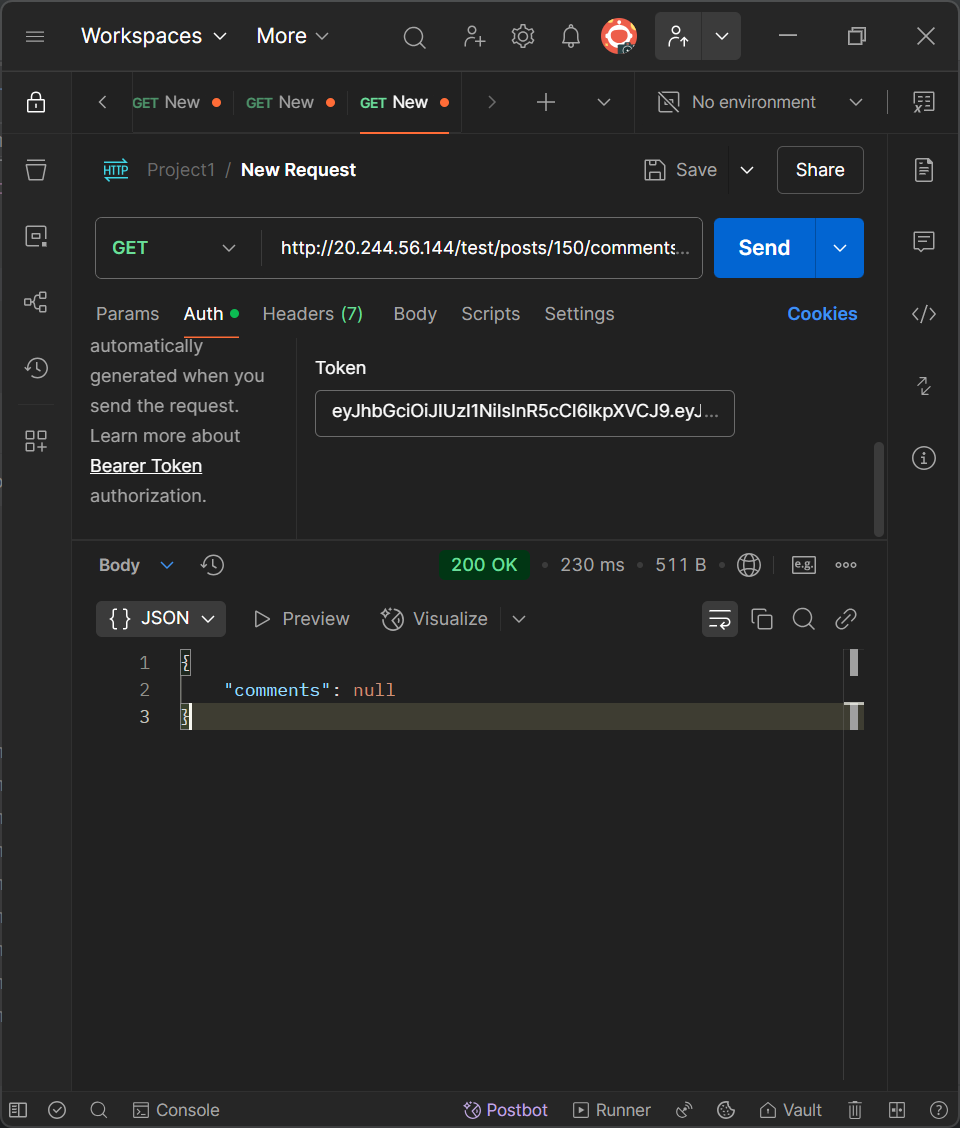 Workspaces More
GET New GET New GET New No environment
HTTP Project1 / New Request Save Share
GET http://20.244.56.144/test/posts/150/comments... Send
Params Auth Headers (7) Body Scripts Settings Cookies
automatically
generated when you
send the request.
Learn more about
Bearer Token
authorization.
Token
eyJhbGciOiJIUzI1NiIsInR5cCI6IkpXVCJ9.eyJ...
Body 200 OK 230 ms 511 B e.g.
{} JSON Preview Visualize
1 {
2 "comments": null
3 }
Console Postbot Runner Vault